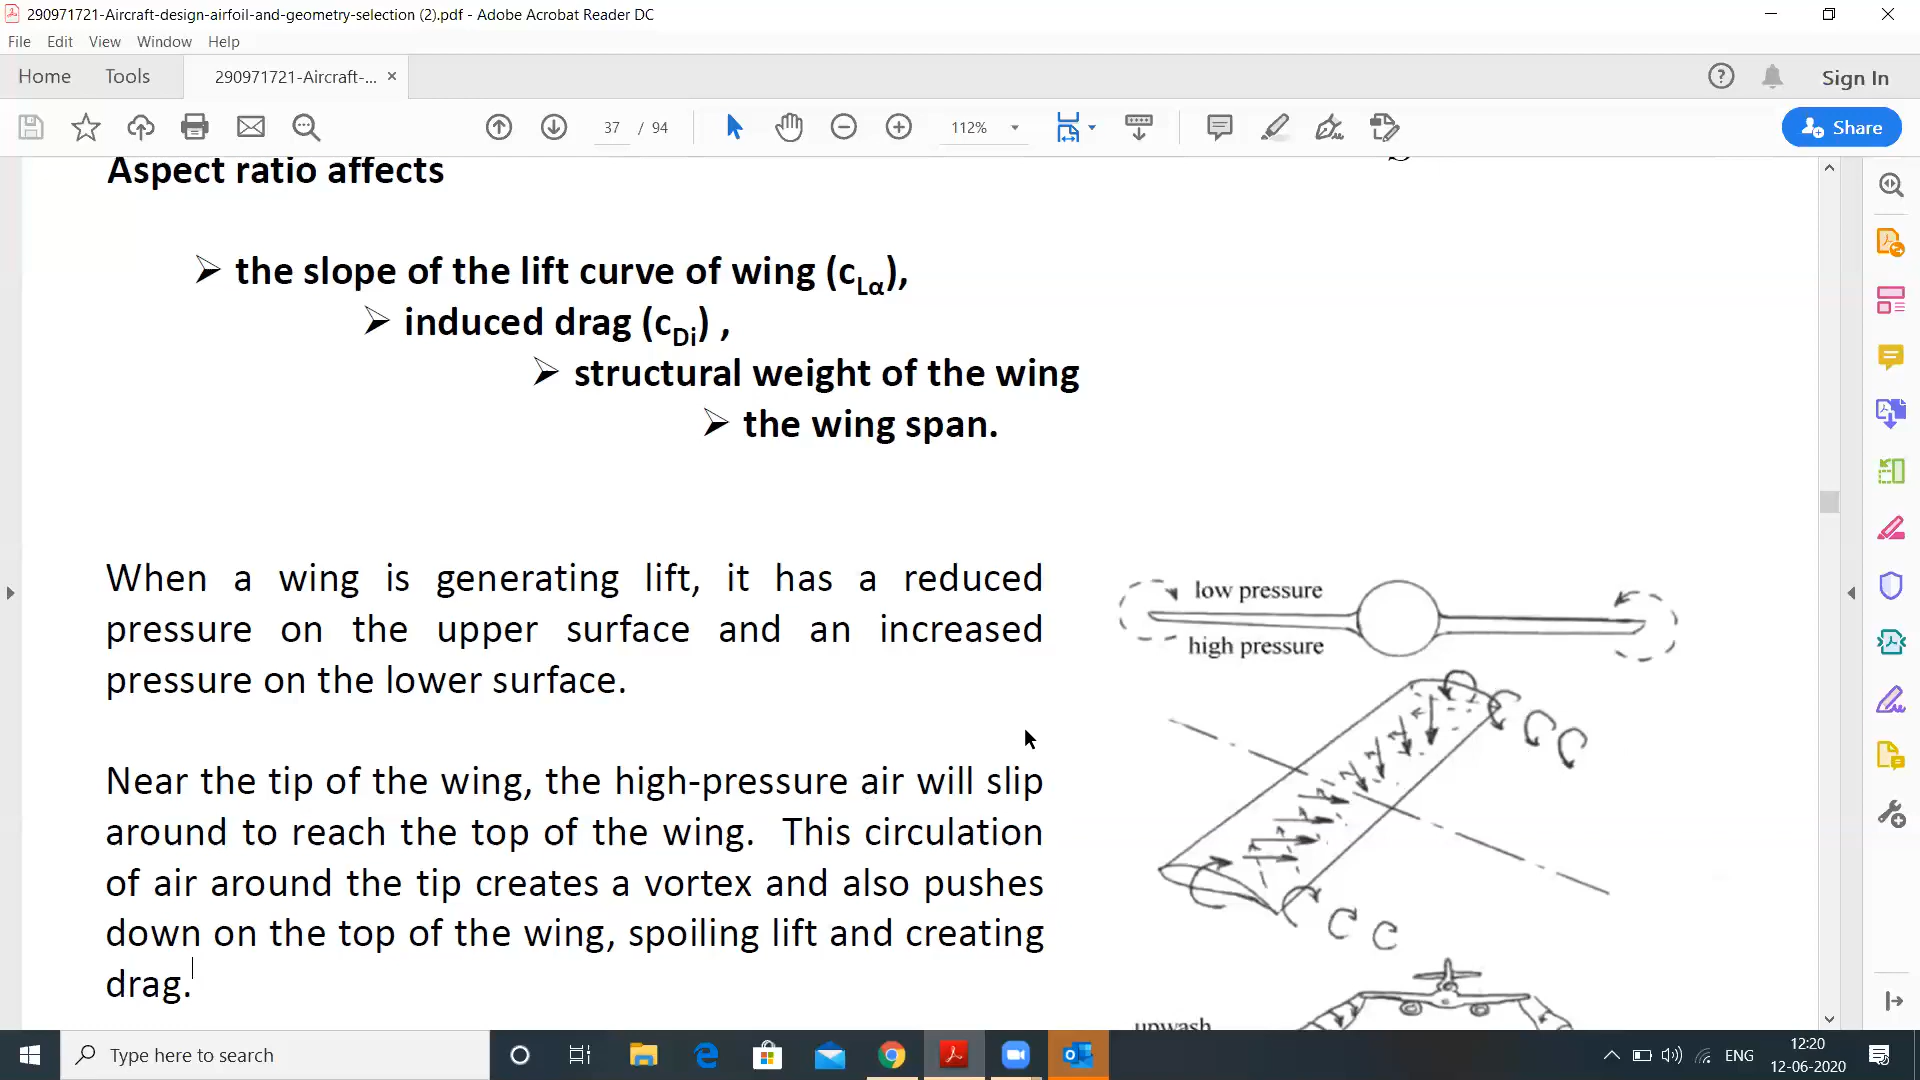 290971721-Aircraft-design-airfoil-and-geometry-selection (2).pdf - Adobe Acrobat Reader DC
File Edit View Window Help
Home Tools 290971721-Aircraft-... × Sign In
37 / 94 112% Share
Aspect ratio affects
➢ the slope of the lift curve of wing (cLα),
➢ induced drag (cDi) ,
➢ structural weight of the wing
➢ the wing span.
When a wing is generating lift, it has a reduced
pressure on the upper surface and an increased
pressure on the lower surface.
low pressure
high pressure
Near the tip of the wing, the high-pressure air will slip
around to reach the top of the wing. This circulation
of air around the tip creates a vortex and also pushes
down on the top of the wing, spoiling lift and creating
drag.
upwash
Type here to search
ENG
12:20
12-06-2020